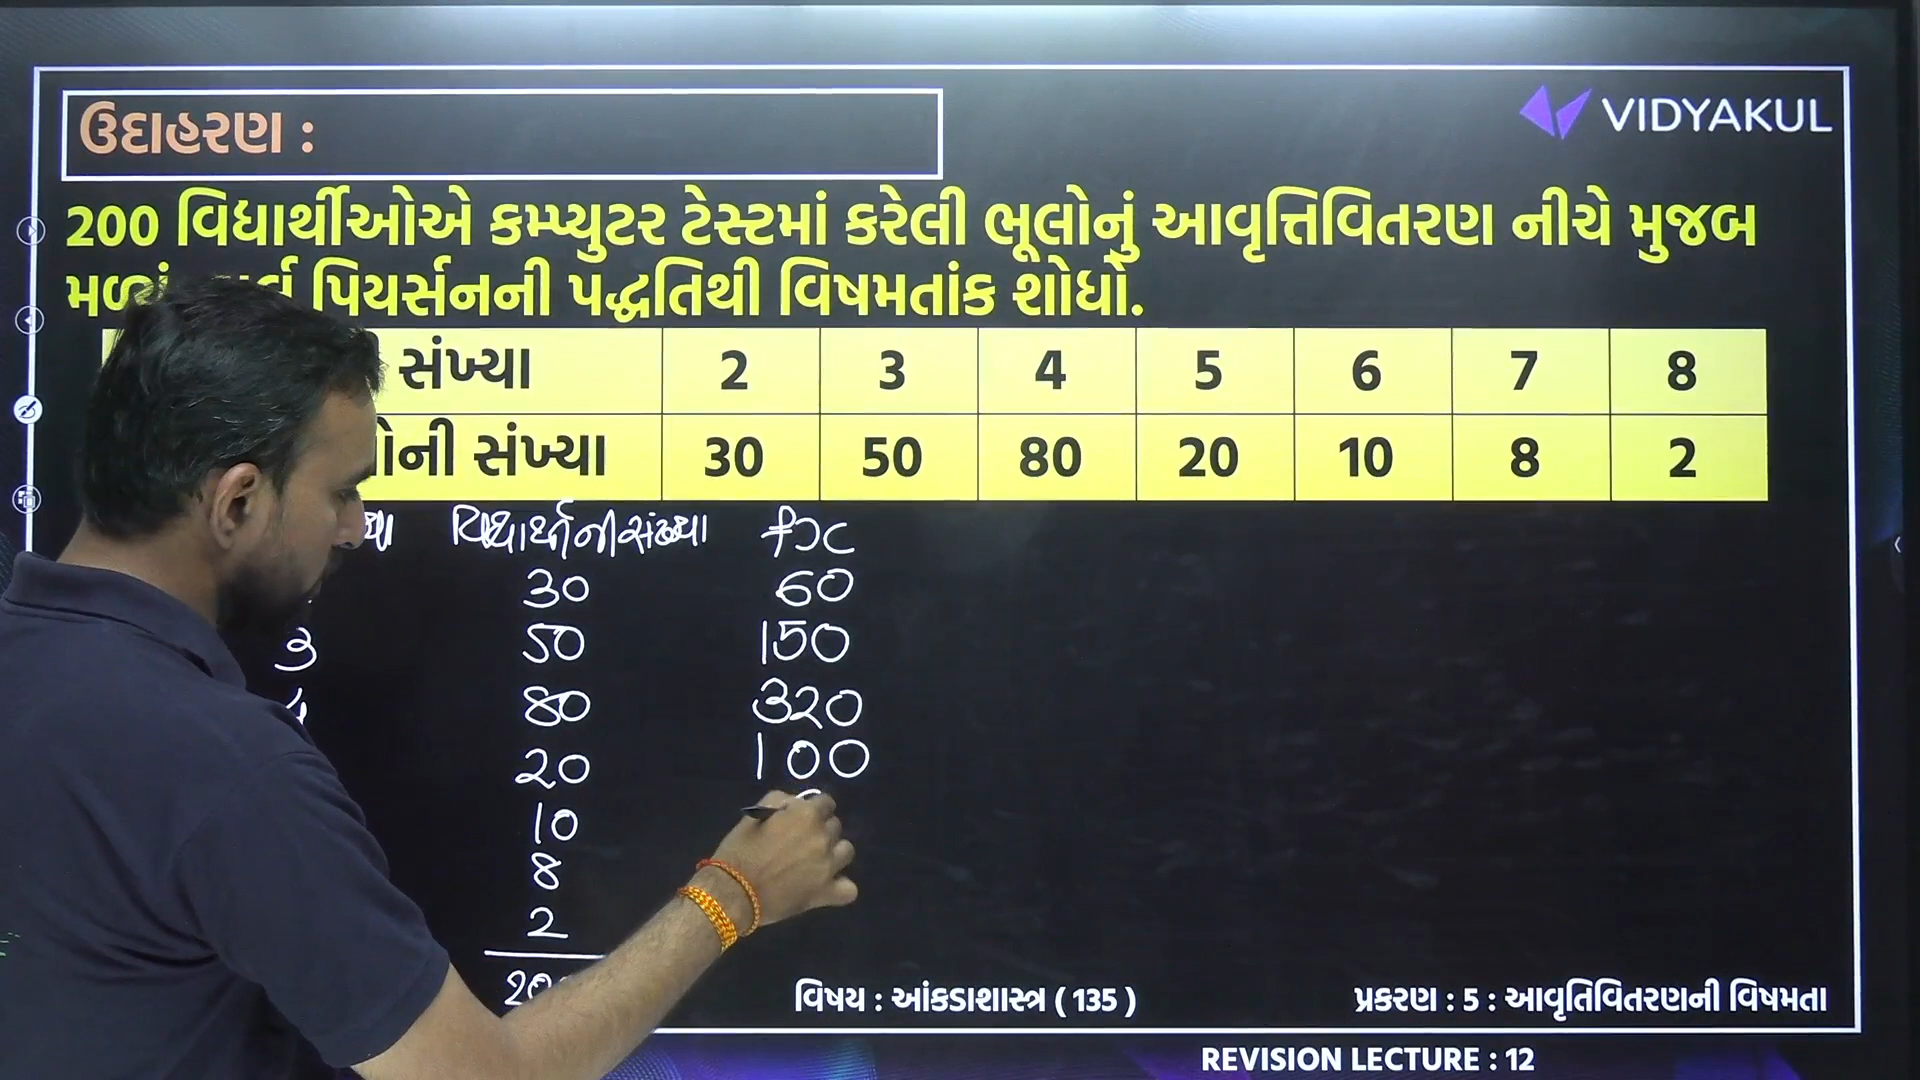 ઉદાહરણ :
VIDYAKUL
200 વિદ્યાર્થીઓએ કમ્પ્યુટર ટેસ્ટમાં કરેલી ભૂલોનું આવૃત્તિવિતરણ નીચે મુજબ
પિયર્સનની પદ્ધતિથી વિષમતાંક શોધો.
સંખ્યા 2 3 4 5 6 7 8
સંખ્યા 30 50 80 20 10 8 2
fx
30 60
3 50 150
4 80 320
20 100
10
8
2
વિષય : આંકડાશાસ્ત્ર ( 135 ) પ્રકરણ : 5 : આવૃતિવિતરણની વિષમતા
REVISION LECTURE : 12